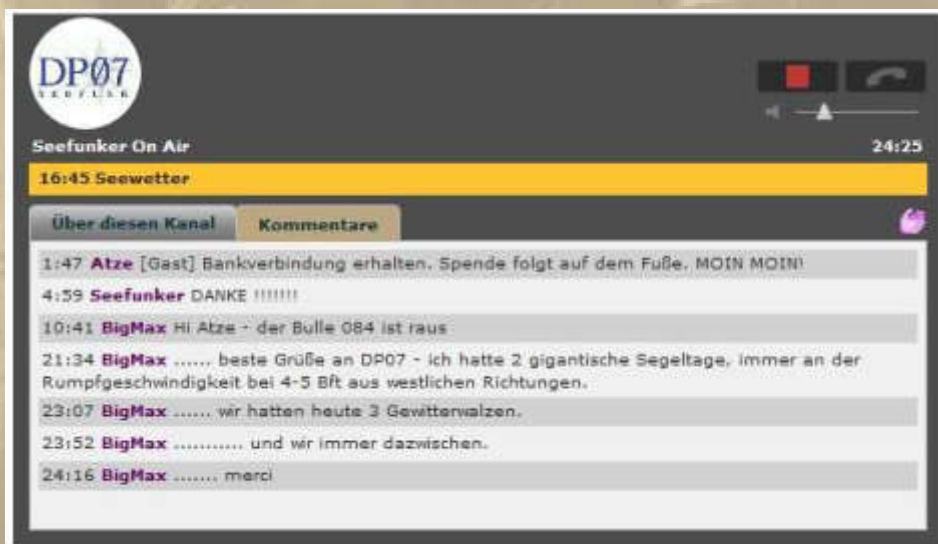 DP07
SEEFUNK
Seefunker On Air
24:25
16:45 Seewetter
Über diesen Kanal
Kommentare
1:47 Atze [Gast] Bankverbindung erhalten. Spende folgt auf dem Fuße. MOIN MOIN!
4:59 Seefunker DANKE !!!!!!!
10:41 BigMax Hi Atze - der Bulle 084 ist raus
21:34 BigMax ...... beste Grüße an DP07 - ich hatte 2 gigantische Segeltage, immer an der
Rumpfgeschwindigkeit bei 4-5 Bft aus westlichen Richtungen.
23:07 BigMax ...... wir hatten heute 3 Gewitterwalzen.
23:52 BigMax ........... und wir immer dazwischen.
24:16 BigMax ....... merci